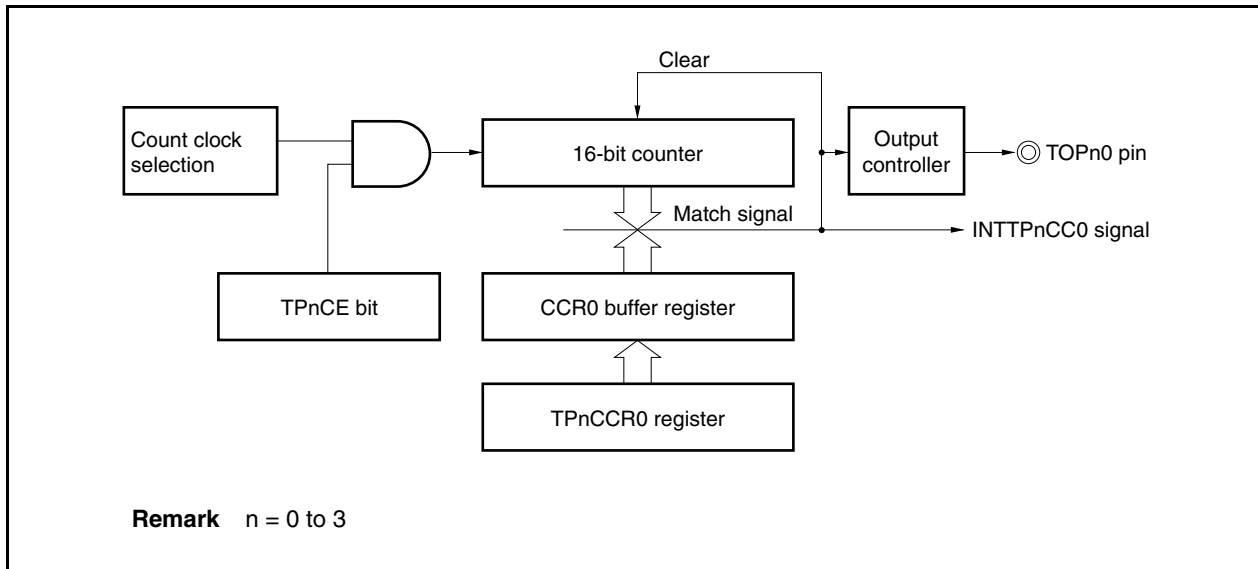 Clear
Count clock
selection
16-bit counter
Output
controller
TOPn0 pin
Match signal
INTTPnCC0 signal
TPnCE bit
CCR0 buffer register
TPnCCR0 register
Remark n = 0 to 3